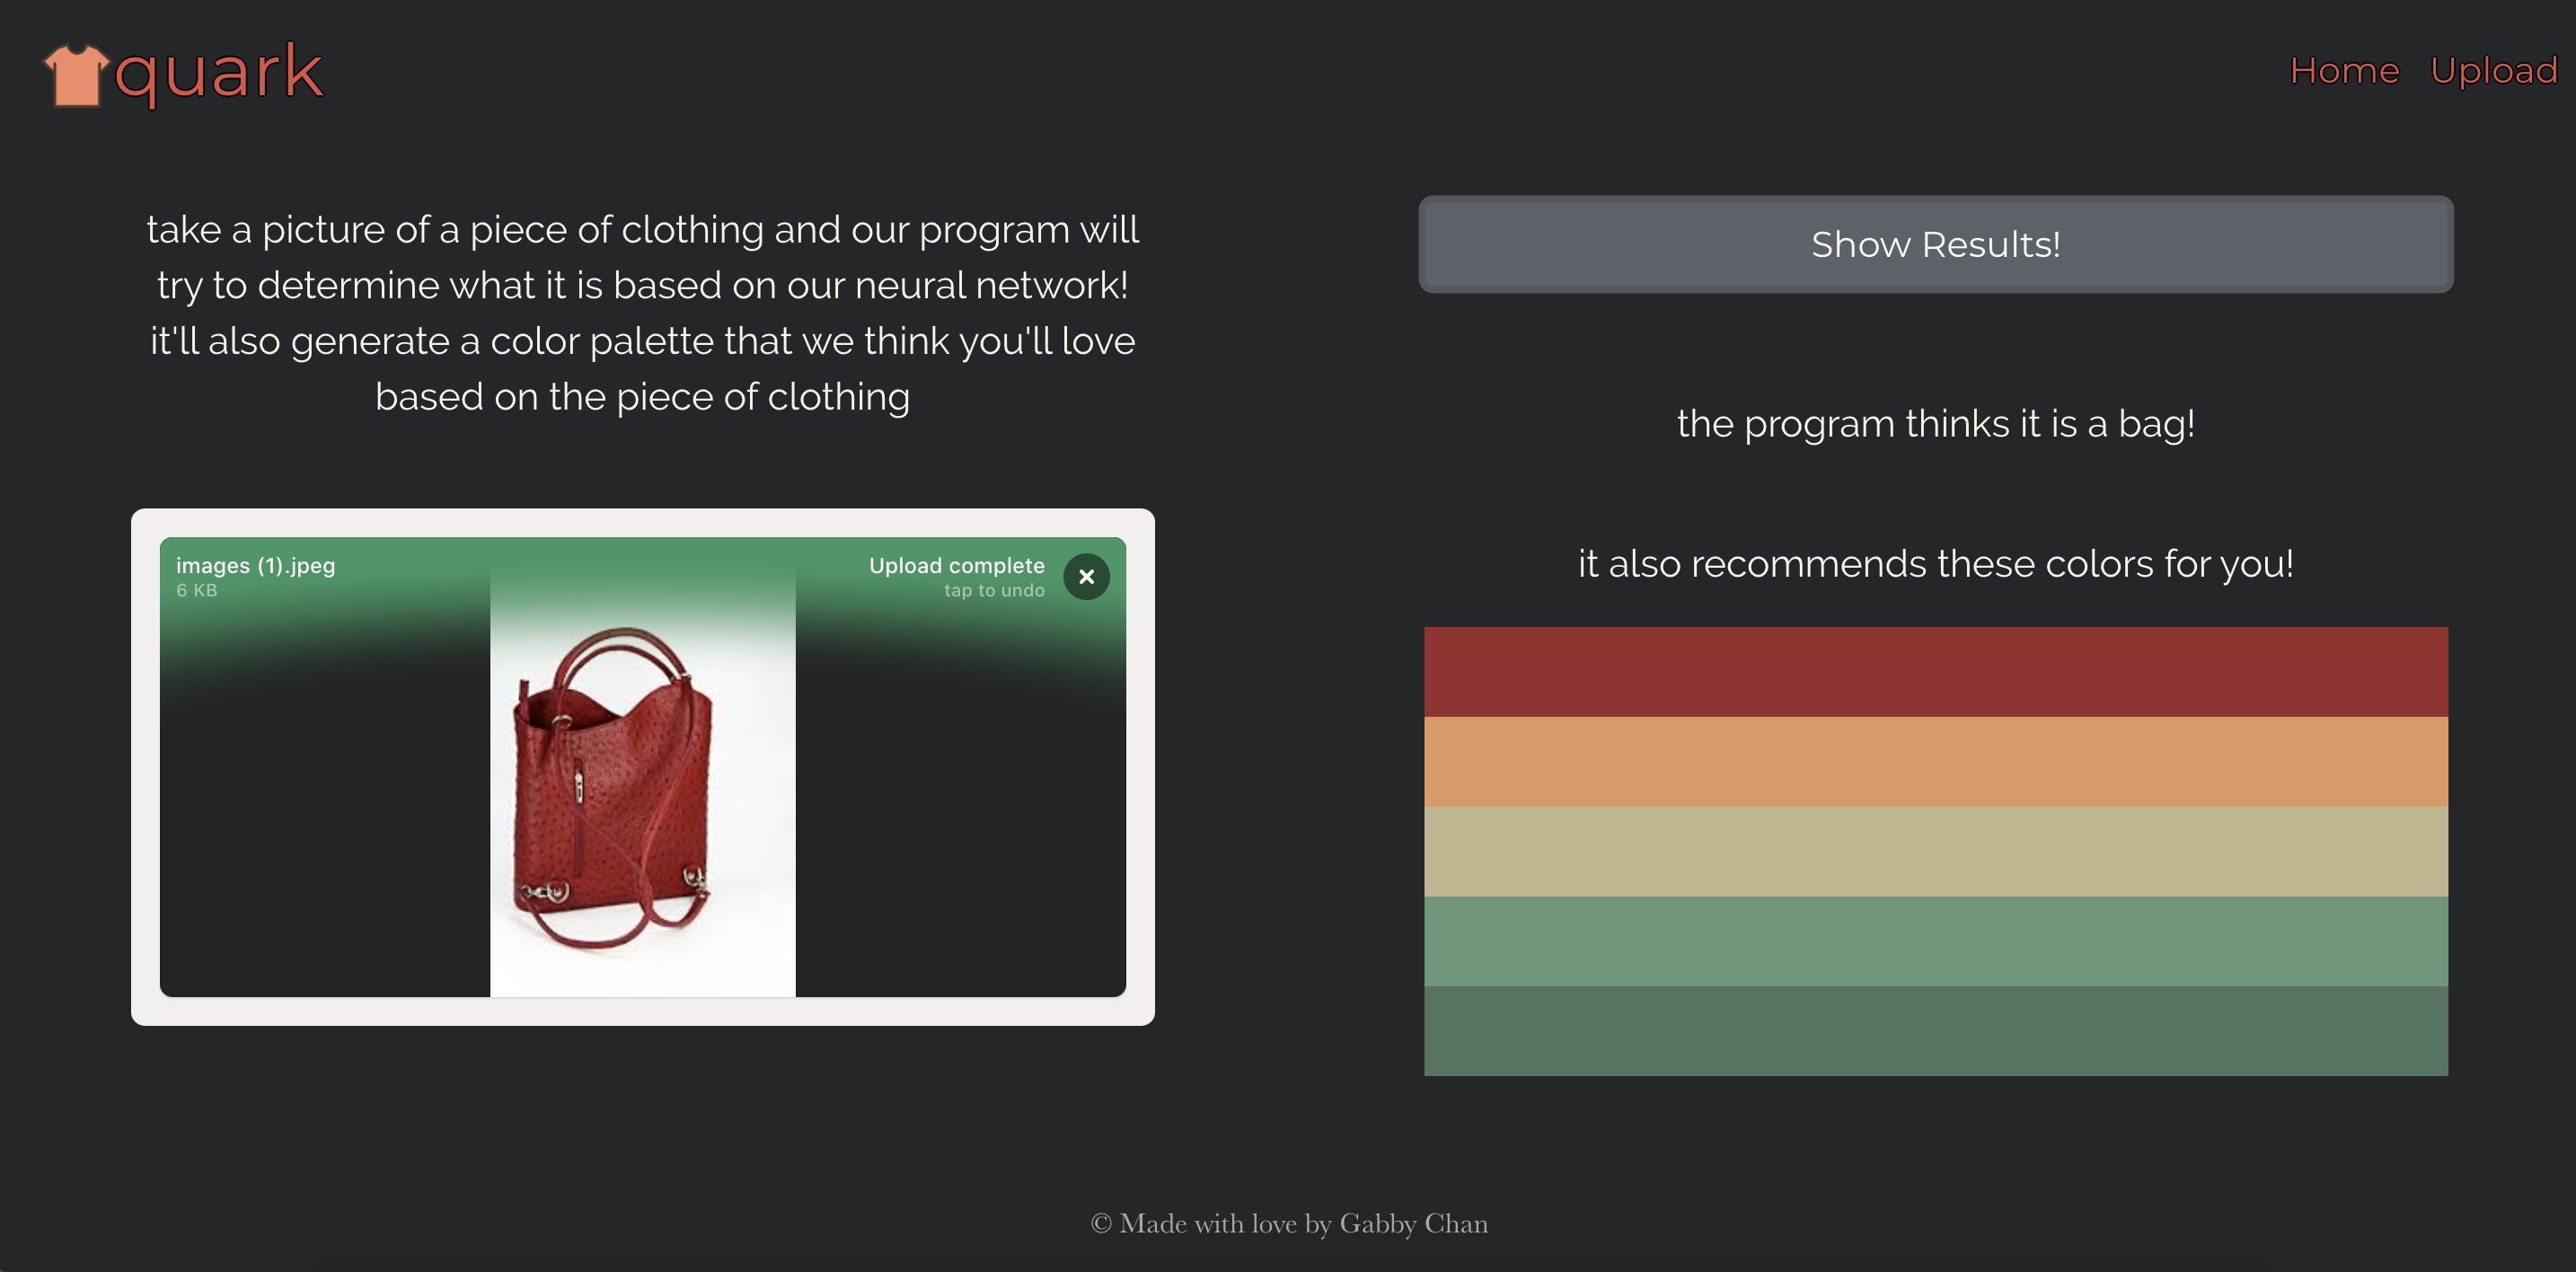 quark
Home Upload
take a picture of a piece of clothing and our program will
try to determine what it is based on our neural network!
it'll also generate a color palette that we think you'll love
based on the piece of clothing
images (1).jpeg
6 KB
Upload complete
tap to undo
Show Results!
the program thinks it is a bag!
it also recommends these colors for you!
© Made with love by Gabby Chan